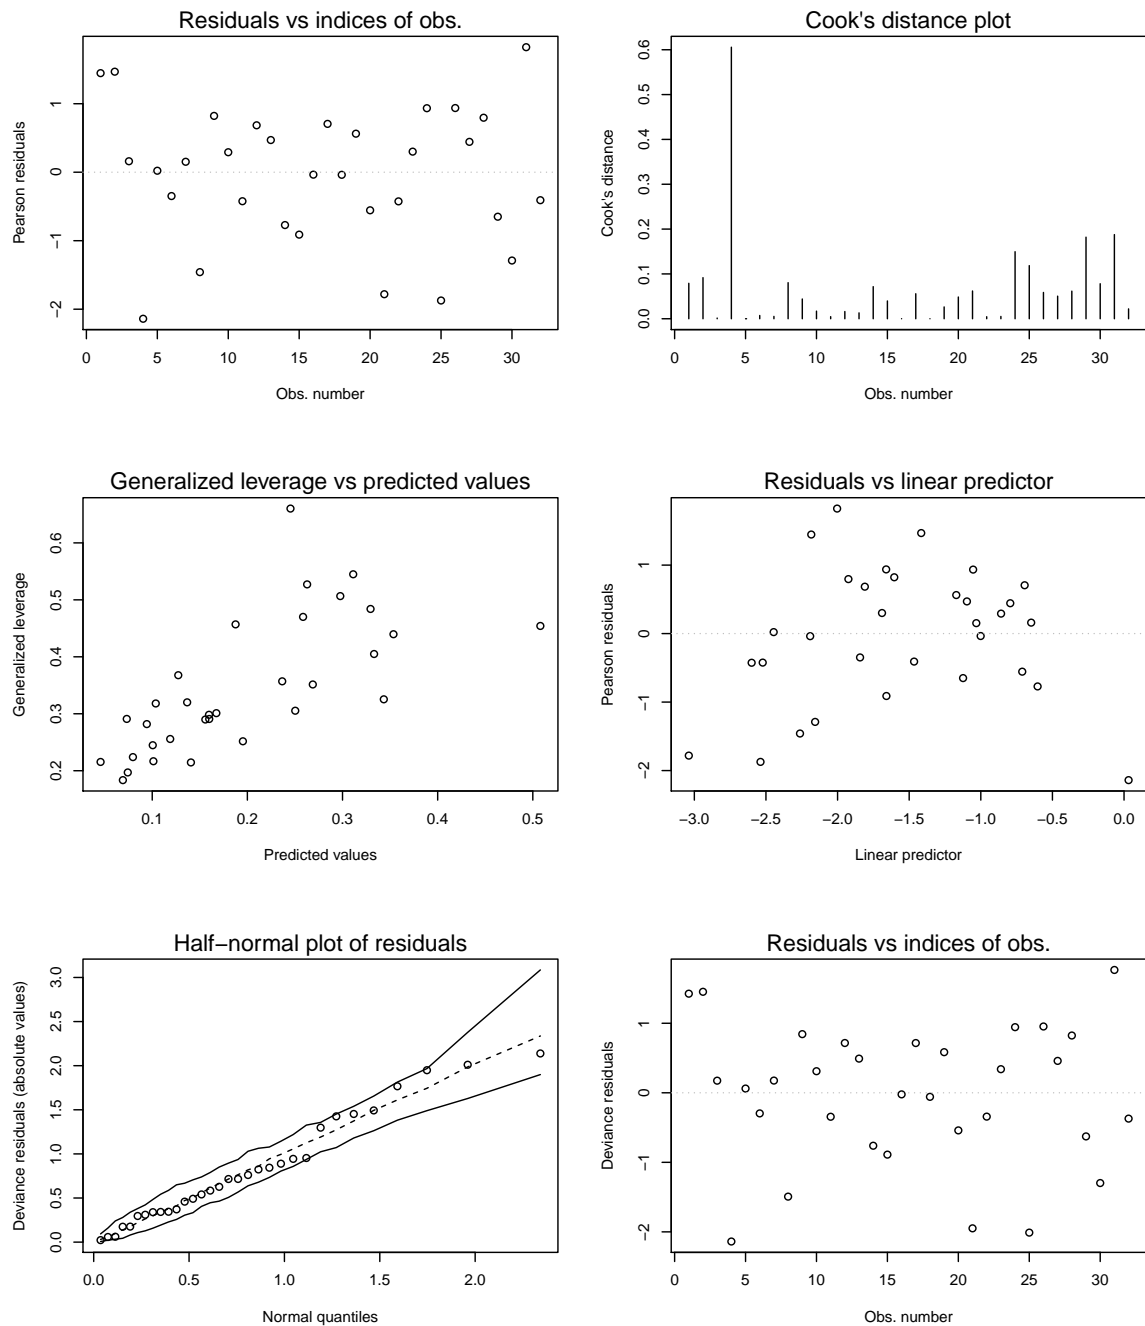 Residuals vs indices of obs.
Pearson residuals
−2 −1 0 1
0 5 10 15 20 25 30
Obs. number
Cook's distance plot
Cook's distance
0.0 0.1 0.2 0.3 0.4 0.5 0.6
0 5 10 15 20 25 30
Obs. number
Generalized leverage vs predicted values
Generalized leverage
0.2 0.3 0.4 0.5 0.6
0.1 0.2 0.3 0.4 0.5
Predicted values
Residuals vs linear predictor
Pearson residuals
−2 −1 0 1
−3.0 −2.5 −2.0 −1.5 −1.0 −0.5 0.0
Linear predictor
Half−normal plot of residuals
Deviance residuals (absolute values)
0.0 0.5 1.0 1.5 2.0 2.5 3.0
0.0 0.5 1.0 1.5 2.0
Normal quantiles
Residuals vs indices of obs.
Deviance residuals
−2 −1 0 1
0 5 10 15 20 25 30
Obs. number